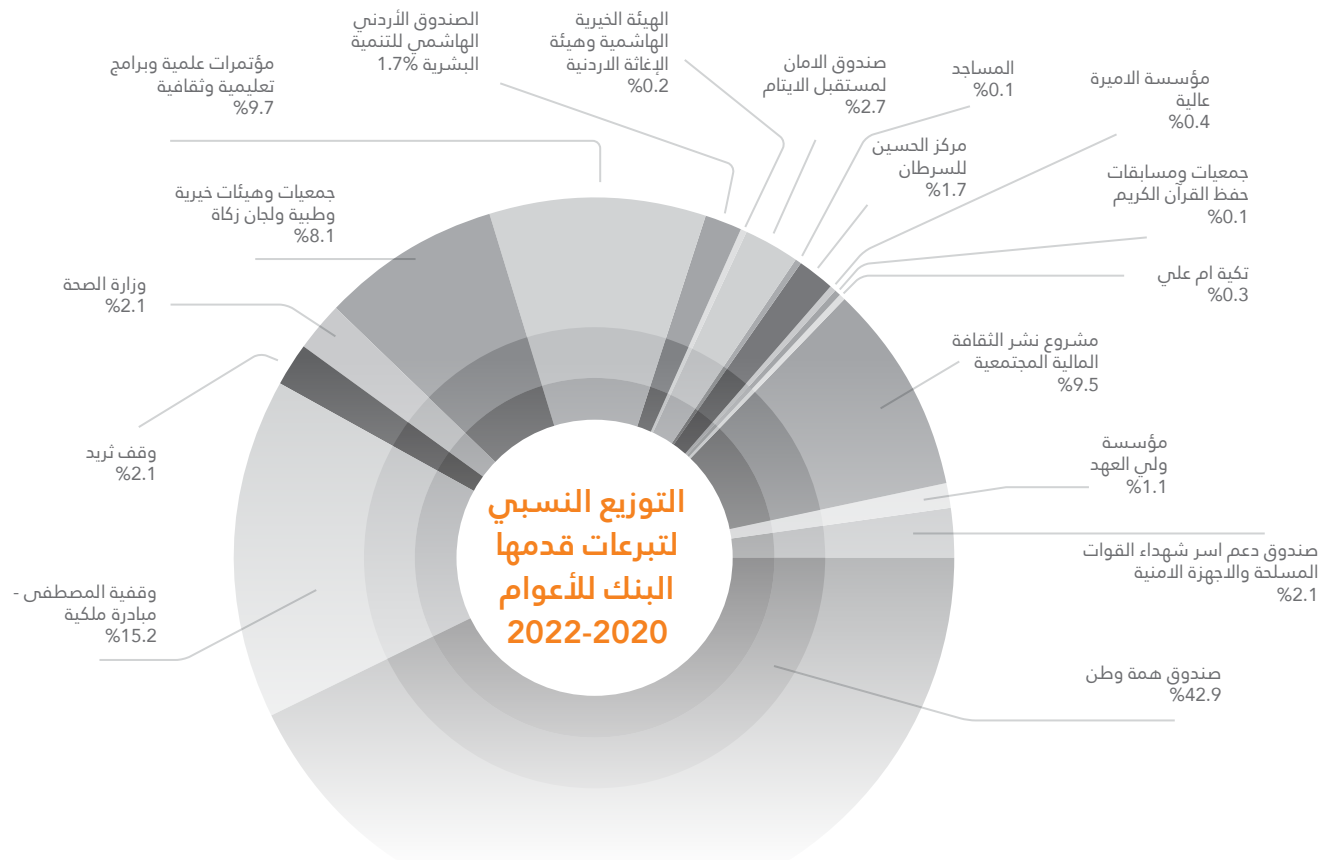 الصندوق الأردني
الهاشمي للتنمية
البشرية 1.7%
الهيئة الخيرية
الهاشمية وهيئة
الإغاثة الاردنية
%0.2
صندوق الامان
لمستقبل الايتام
%2.7
المساجد
%0.1
مؤسسة الاميرة
عالية
%0.4
مؤتمرات علمية وبرامج
تعليمية وثقافية
%9.7
مركز الحسين
للسرطان
%1.7
جمعيات ومسابقات
حفظ القرآن الكريم
%0.1
جمعيات وهيئات خيرية
وطبية ولجان زكاة
%8.1
تكية ام علي
%0.3
وزارة الصحة
%2.1
مشروع نشر الثقافة
المالية المجتمعية
%9.5
وقف ثريد
%2.1
مؤسسة
ولي العهد
%1.1
التوزيع النسبي
لتبرعات قدمها
البنك للأعوام
2022-2020
صندوق دعم اسر شهداء القوات
المسلحة والاجهزة الامنية
%2.1
وقفية المصطفى -
مبادرة ملكية
%15.2
صندوق همة وطن
%42.9